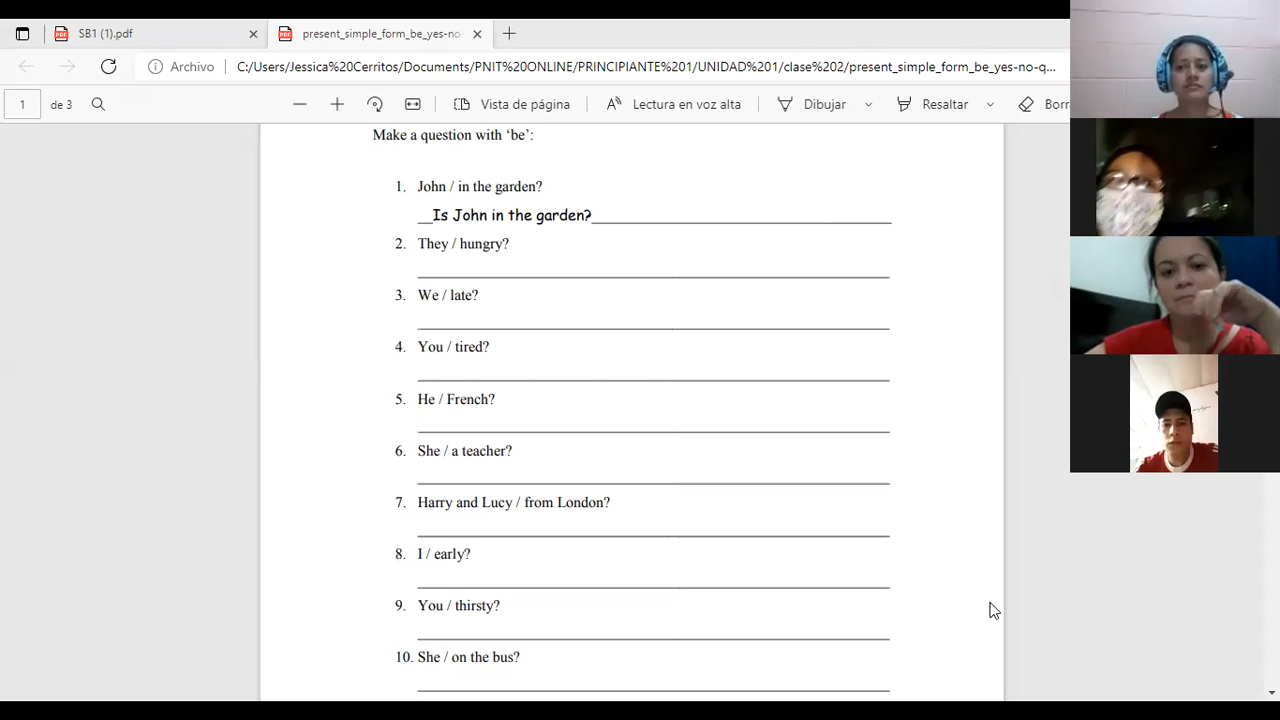 SB1 (1).pdf
present_simple_form_be_yes-no-
Archivo
C:/Users/Jessica%20Cerritos/Documents/PNIT%20ONLINE/PRINCIPIANTE%201/UNIDAD%201/clase%202/present_simple_form_be_yes-no-q...
1 de 3
Vista de página
Lectura en voz alta
Dibujar
Resaltar
Borr
Make a question with ‘be’:
1. John / in the garden?
__Is John in the garden?
2. They / hungry?
3. We / late?
4. You / tired?
5. He / French?
6. She / a teacher?
7. Harry and Lucy / from London?
8. I / early?
9. You / thirsty?
10. She / on the bus?